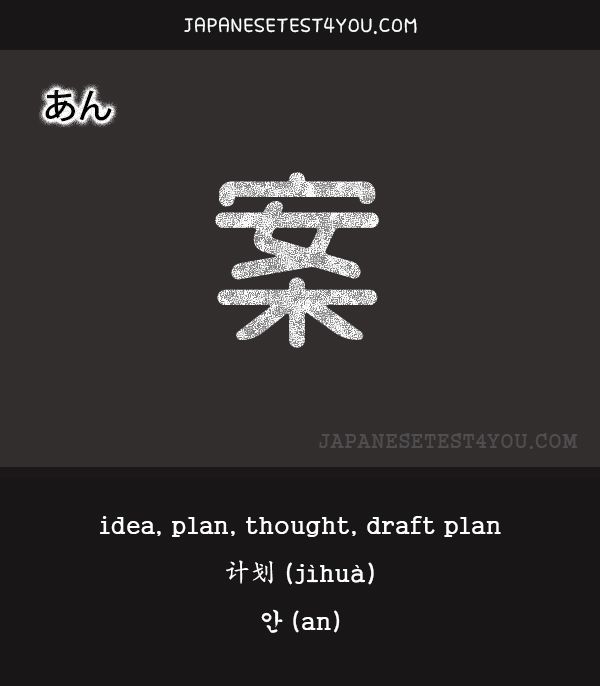 JAPANESETEST4YOU.COM
あん
案
JAPANESETEST4YOU.COM
idea, plan, thought, draft plan
计划 (jìhuà)
안 (an)